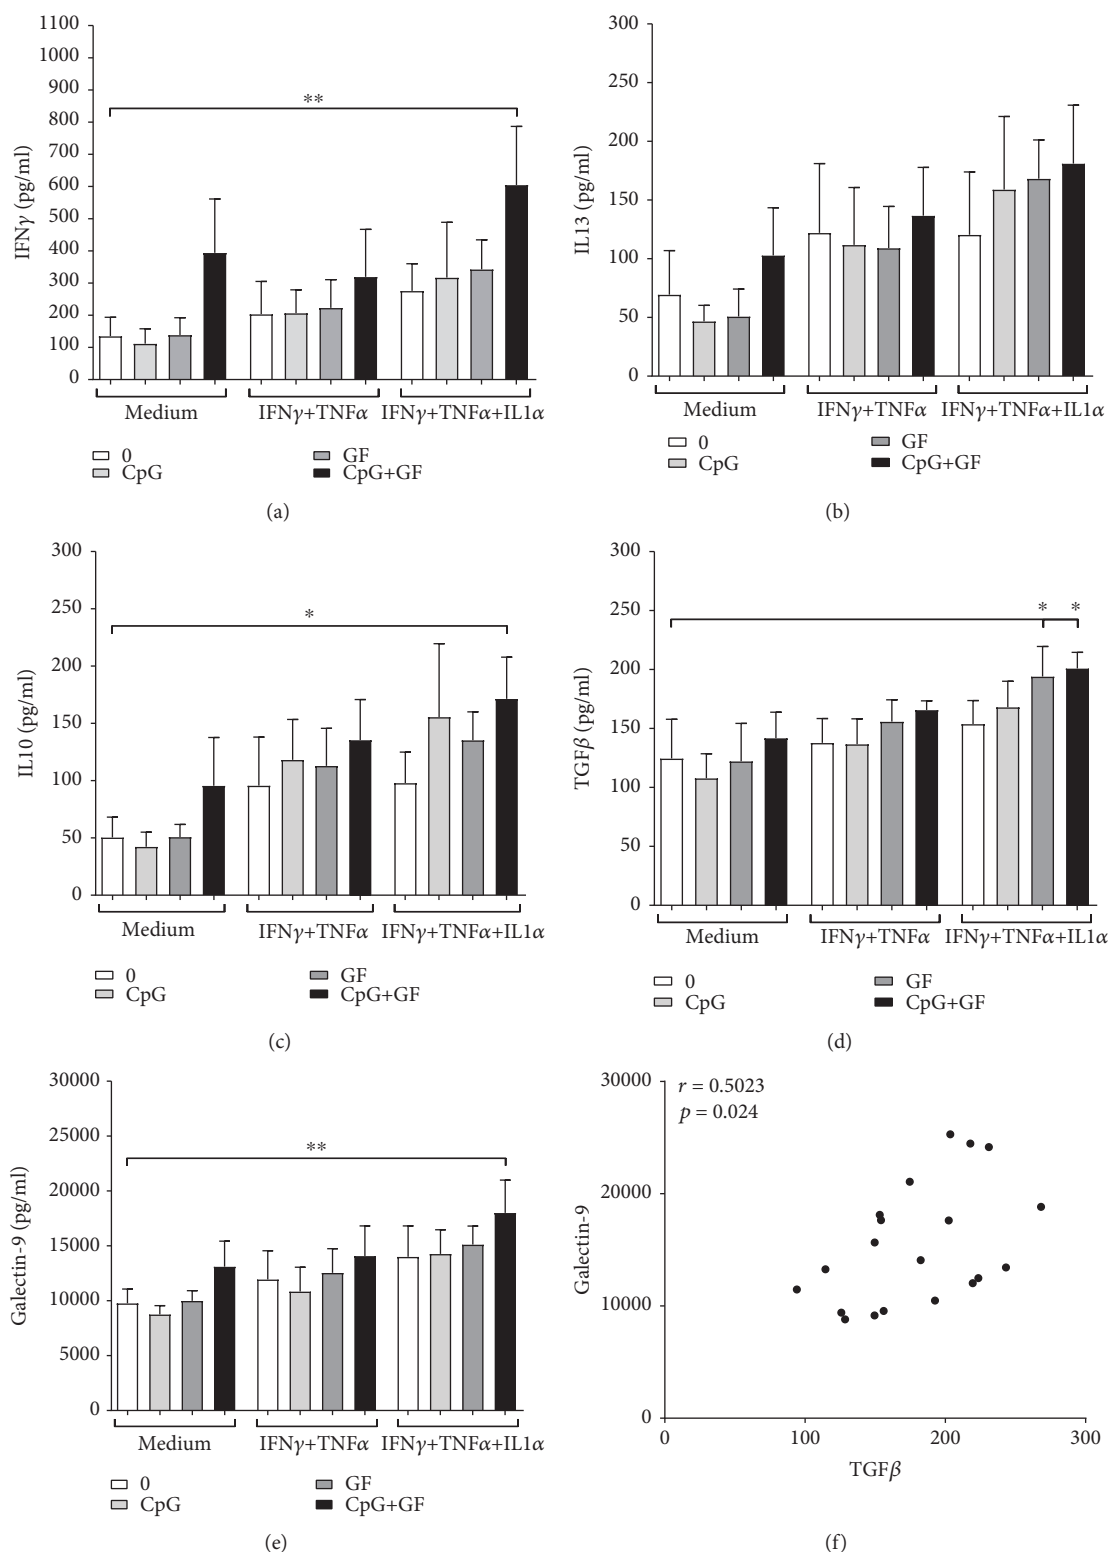 1100
1000
900
800
700
600
500
400
300
200
100
0
IFNγ (pg/ml)
**
Medium
IFNγ+TNFα
IFNγ+TNFα+IL1α
0
CpG
GF
CpG+GF
(a)
300
250
200
150
100
50
0
IL13 (pg/ml)
Medium
IFNγ+TNFα
IFNγ+TNFα+IL1α
0
CpG
GF
CpG+GF
(b)
300
250
200
150
100
50
0
IL10 (pg/ml)
*
Medium
IFNγ+TNFα
IFNγ+TNFα+IL1α
0
CpG
GF
CpG+GF
(c)
300
250
200
150
100
50
0
TGFβ (pg/ml)
* *
Medium
IFNγ+TNFα
IFNγ+TNFα+IL1α
0
CpG
GF
CpG+GF
(d)
30000
25000
20000
15000
10000
5000
0
Galectin-9 (pg/ml)
**
Medium
IFNγ+TNFα
IFNγ+TNFα+IL1α
0
CpG
GF
CpG+GF
(e)
r = 0.5023
p = 0.024
30000
20000
10000
0
Galectin-9
0 100 200 300
TGFβ
(f)